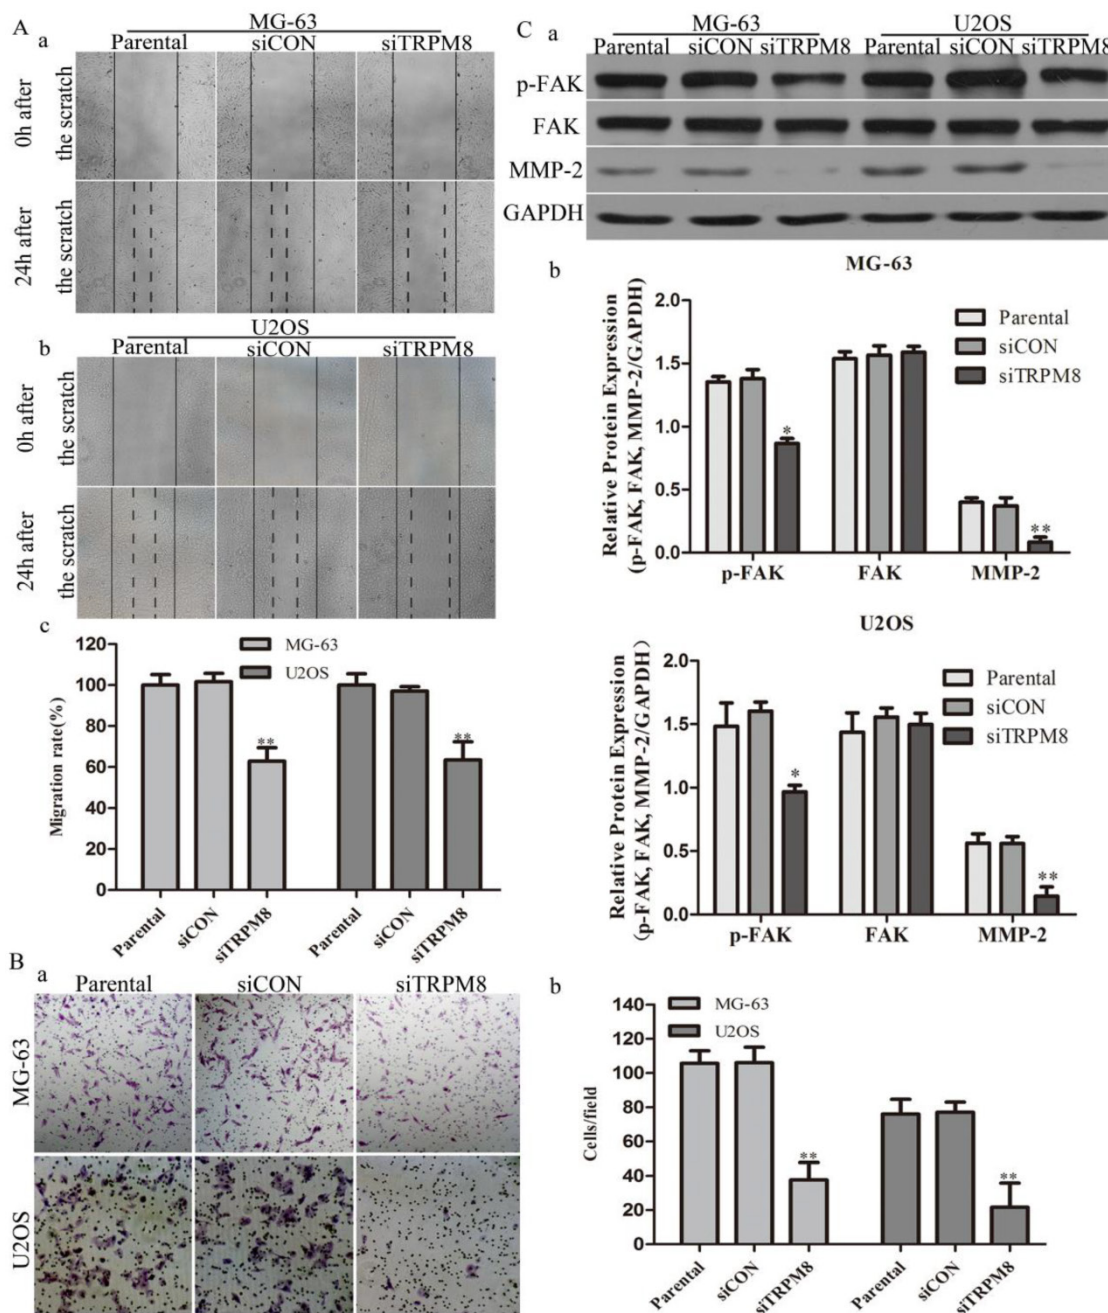 A
MG-63
a
Parental siCON siTRPM8
0h after
the scratch
24h after
the scratch
U2OS
b
Parental siCON siTRPM8
0h after
the scratch
24h after
the scratch
c
120
100
80
60
40
20
0
Migration rate(%)
MG-63
U2OS
**
**
Parental siCON siTRPM8 Parental siCON siTRPM8
B
a
Parental siCON siTRPM8
MG-63
U2OS
C
a
MG-63 U2OS
Parental siCON siTRPM8 Parental siCON siTRPM8
p-FAK
FAK
MMP-2
GAPDH
b
MG-63
Relative Protein Expression
(p-FAK, FAK, MMP-2/GAPDH)
2.0
1.5
1.0
0.5
0.0
Parental
siCON
siTRPM8
*
**
p-FAK FAK MMP-2
U2OS
Relative Protein Expression
(p-FAK, FAK, MMP-2/GAPDH)
2.0
1.5
1.0
0.5
0.0
Parental
siCON
siTRPM8
*
**
p-FAK FAK MMP-2
b
140
120
100
80
60
40
20
0
Cells/field
MG-63
U2OS
**
**
Parental siCON siTRPM8 Parental siCON siTRPM8